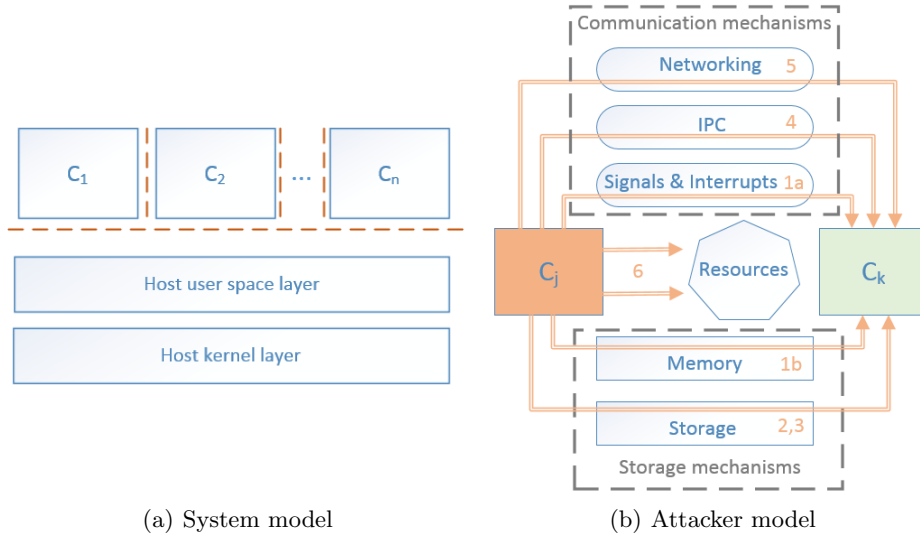 C1
C2
...
Cn
Host user space layer
Host kernel layer
(a) System model
Communication mechanisms
Networking 5
IPC 4
Signals & Interrupts 1a
Cj
6
Resources
Ck
Memory 1b
Storage 2,3
Storage mechanisms
(b) Attacker model